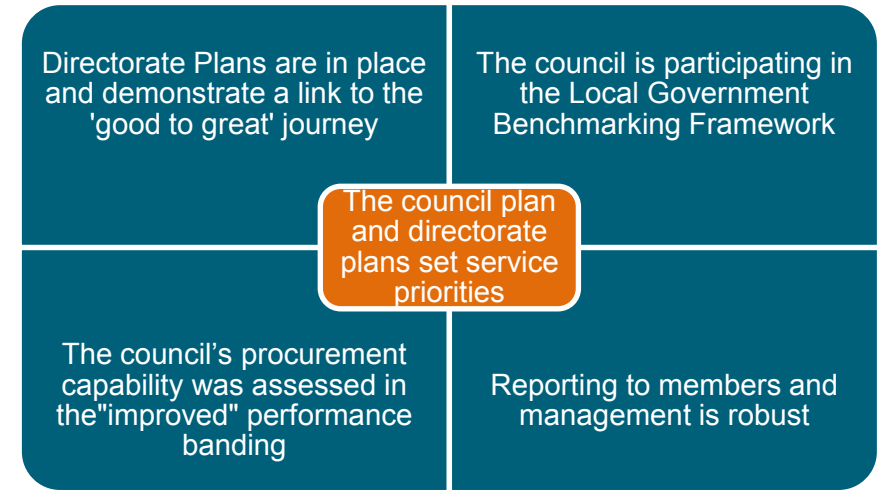 Directorate Plans are in place
and demonstrate a link to the
'good to great' journey
The council is participating in
the Local Government
Benchmarking Framework
The council plan
and directorate
plans set service
priorities
The council’s procurement
capability was assessed in
the"improved" performance
banding
Reporting to members and
management is robust